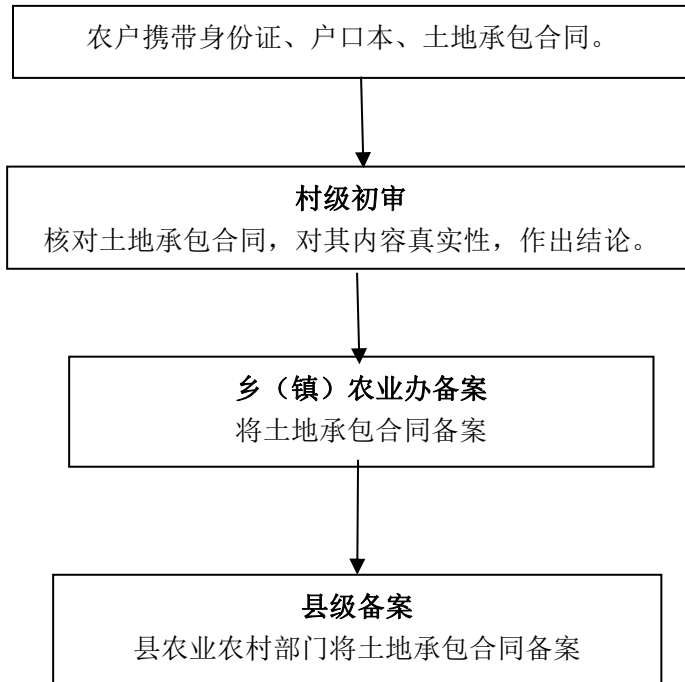 农户携带身份证、户口本、土地承包合同。
村级初审
核对土地承包合同，对其内容真实性，作出结论。
乡（镇）农业办备案
将土地承包合同备案
县级备案
县农业农村部门将土地承包合同备案